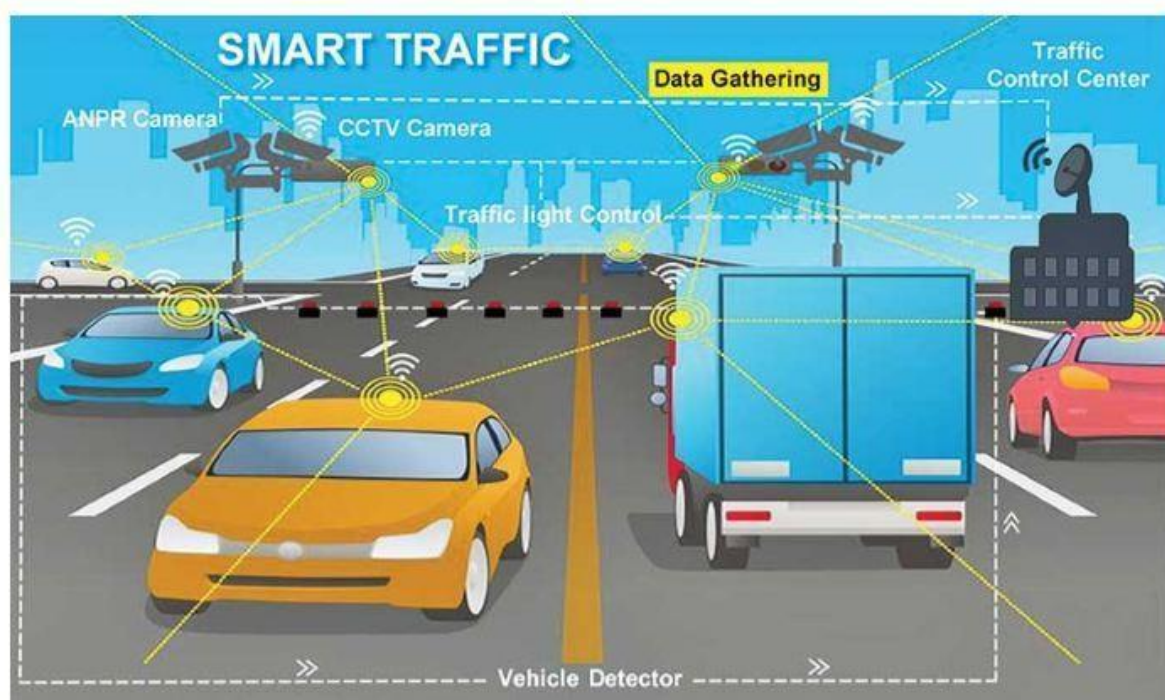 SMART TRAFFIC
Data Gathering
Traffic
Control Center
ANPR Camera
CCTV Camera
Traffic light Control
Vehicle Detector